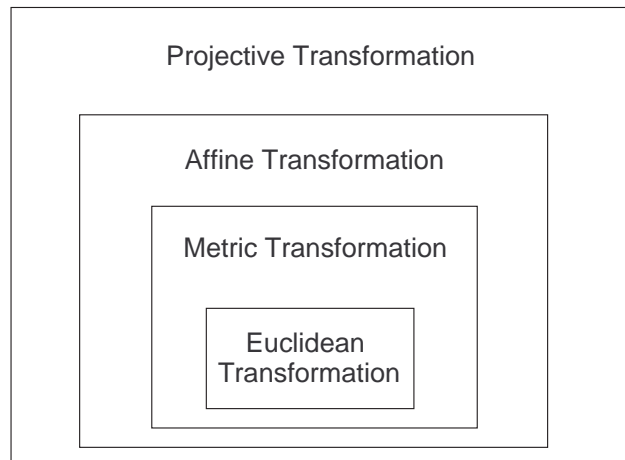 Projective Transformation
Affine Transformation
Metric Transformation
Euclidean
Transformation